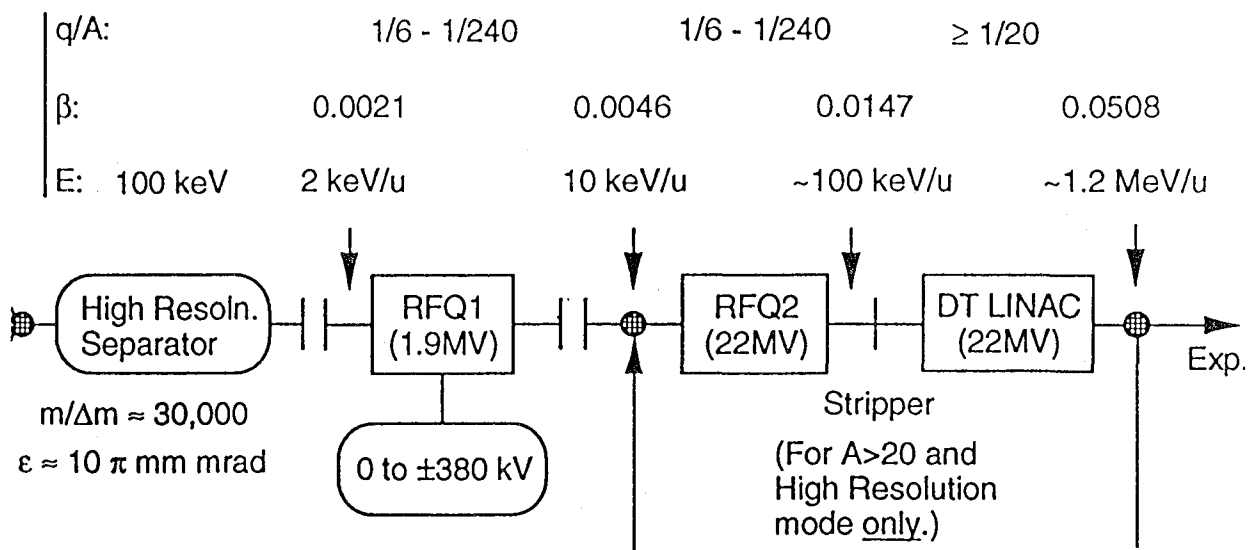 q/A: 1/6 - 1/240 1/6 - 1/240 ≥ 1/20
β: 0.0021 0.0046 0.0147 0.0508
E: 100 keV 2 keV/u 10 keV/u ~100 keV/u ~1.2 MeV/u
High Resoln.
Separator
RFQ1
(1.9MV)
RFQ2
(22MV)
DT LINAC
(22MV)
Exp.
m/Δm ≈ 30,000
ε ≈ 10 π mm mrad
0 to ±380 kV
Stripper
(For A>20 and
High Resolution
mode only.)